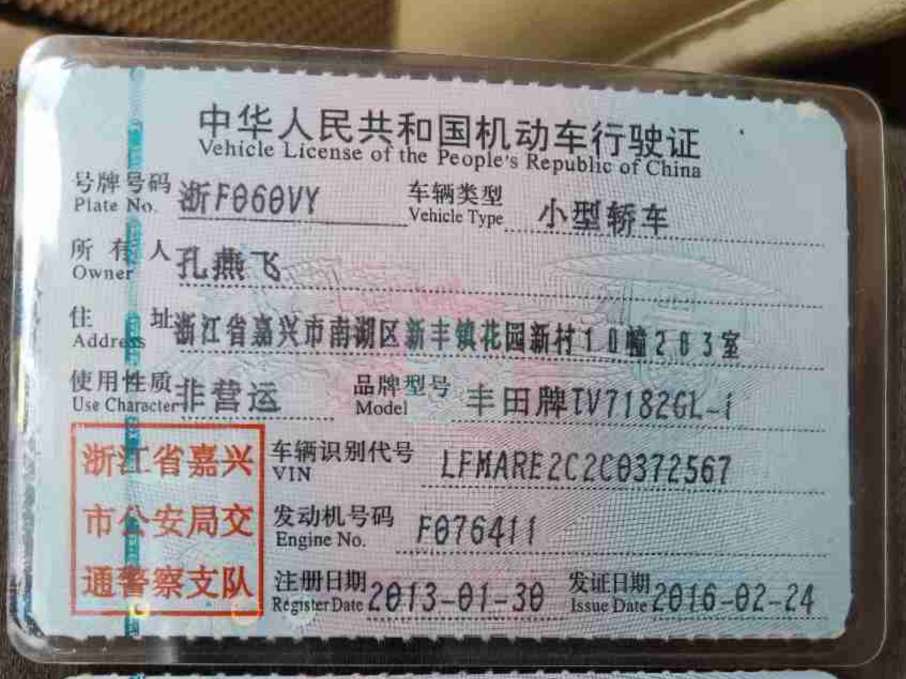 中华人民共和国机动车行驶证
Vehicle License of the People's Republic of China
号牌号码 浙F060VY 车辆类型 小型轿车
Plate No. Vehicle Type
所有人 孔燕飞
Owner
住址 浙江省嘉兴市南湖区新丰镇花园新村10幢203室
Address
使用性质 非营运 品牌型号 丰田牌TV7182GL-i
Use Character Model
浙江省嘉兴 车辆识别代号 LFMARE2C2C0372567
VIN
市公安局交 发动机号码 F076411
Engine No.
通警察支队 注册日期 2013-01-30 发证日期 2016-02-24
Register Date Issue Date